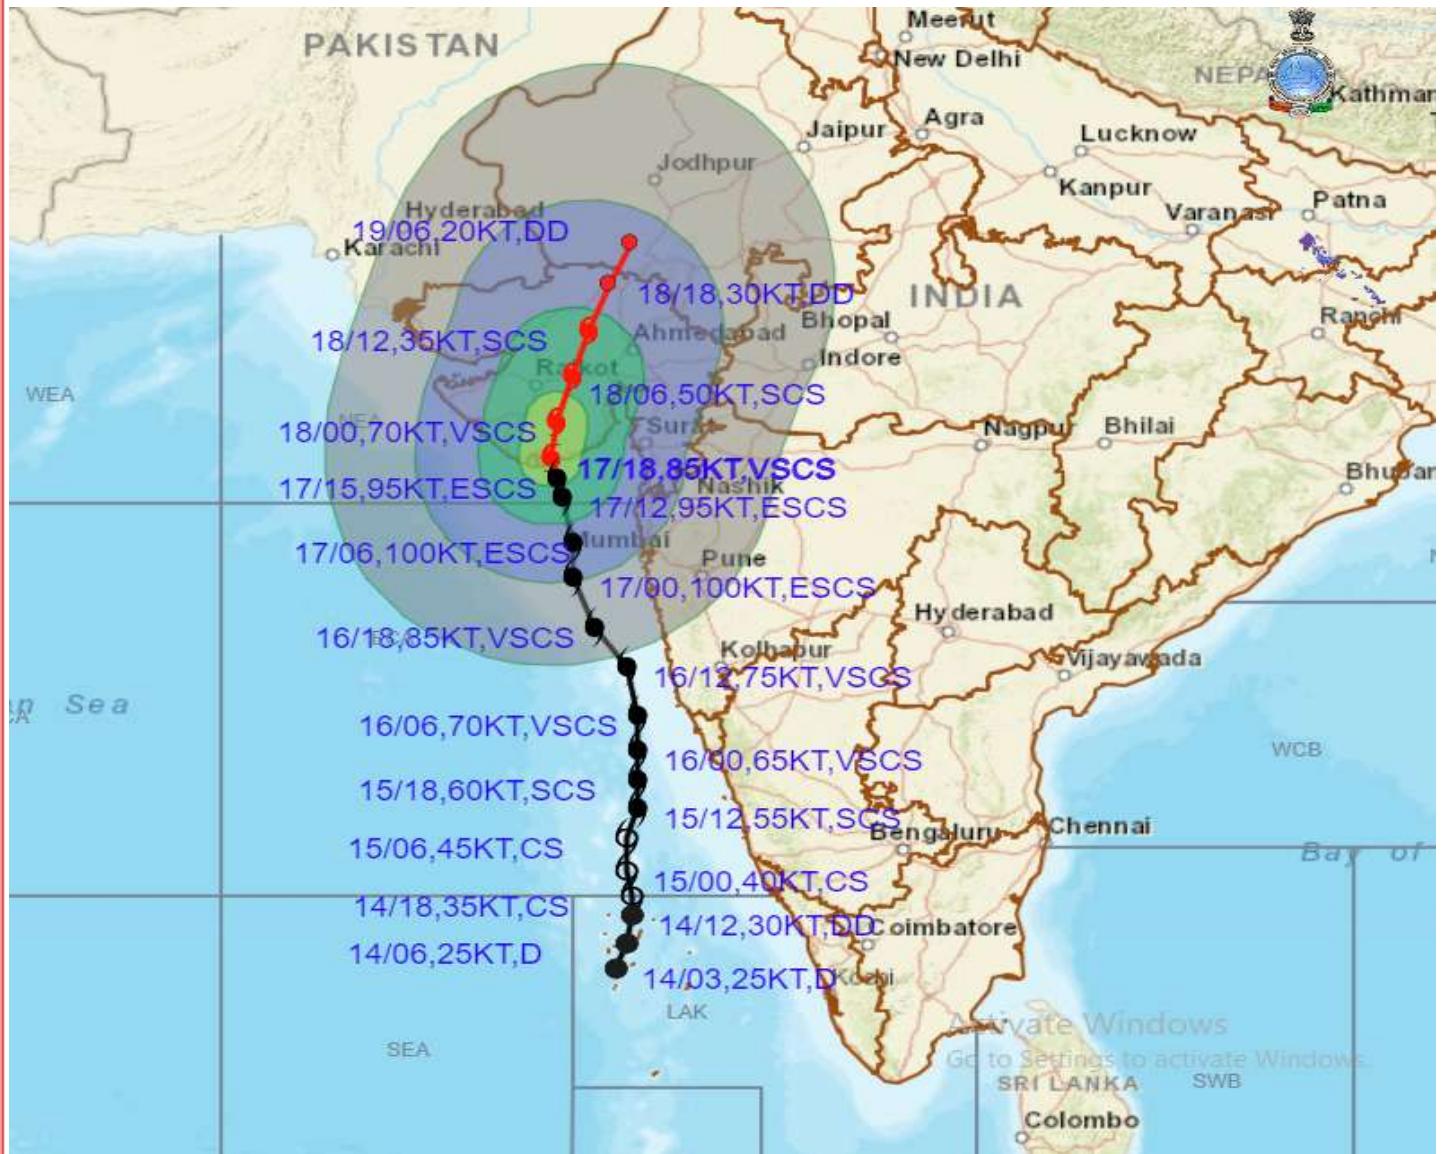 Meerut
PAKISTAN
New Delhi
Kathmar
Agra
Jaipur
Lucknow
Jodhpur
Kanpur
Patna
Hyderabad
Varanasi
19/06,20KT,DD
Karachi
18/18,30KT,DD
INDIA
Ranchi
Bhopal
18/12,35KT,SCS
Ahmedabad
Indore
Rajkot
WEA
18/06,50KT,SCS
NEA
Nagpur
Bhilai
Surat
18/00,70KT,VSCS
17/18,85KT,VSCS
Bhuban
17/15,95KT,ESCS
Nashik
17/12,95KT,ESCS
Mumbai
17/06,100KT,ESCS
Pune
17/00,100KT,ESCS
Hyderabad
16/18,85KT,VSCS
Kolhapur
Vijayawada
16/12,75KT,VSCS
an Sea
16/06,70KT,VSCS
WCB
16/00,65KT,VSCS
15/18,60KT,SCS
15/12,55KT,SCS
Chennai
Bengaluru
15/06,45KT,CS
Bay of
15/00,40KT,CS
14/18,35KT,CS
14/12,30KT,DD
Coimbatore
14/06,25KT,D
14/03,25KT,D
Kochi
LAK
Activate Windows
SEA
Go to Settings to activate Windows.
SRI LANKA
SWB
Colombo